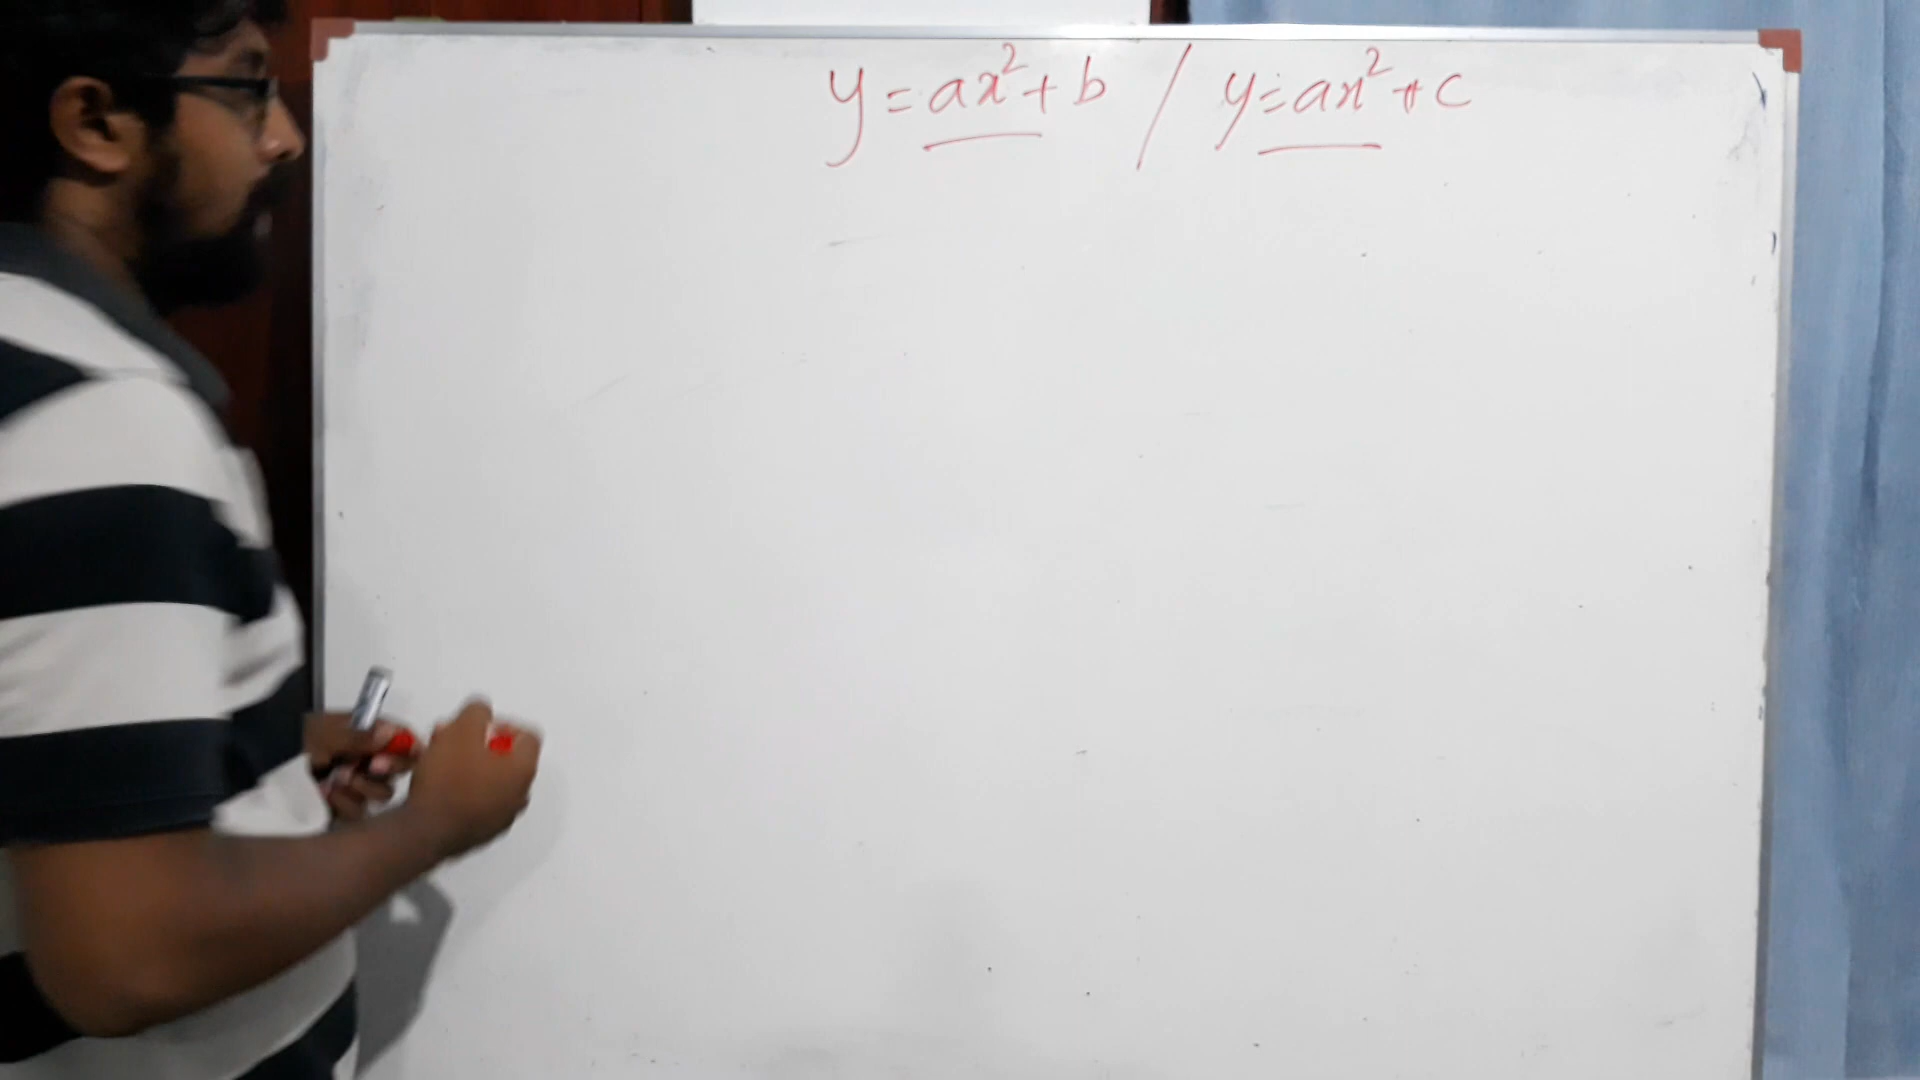 y = ax² + b / y = ax² + c